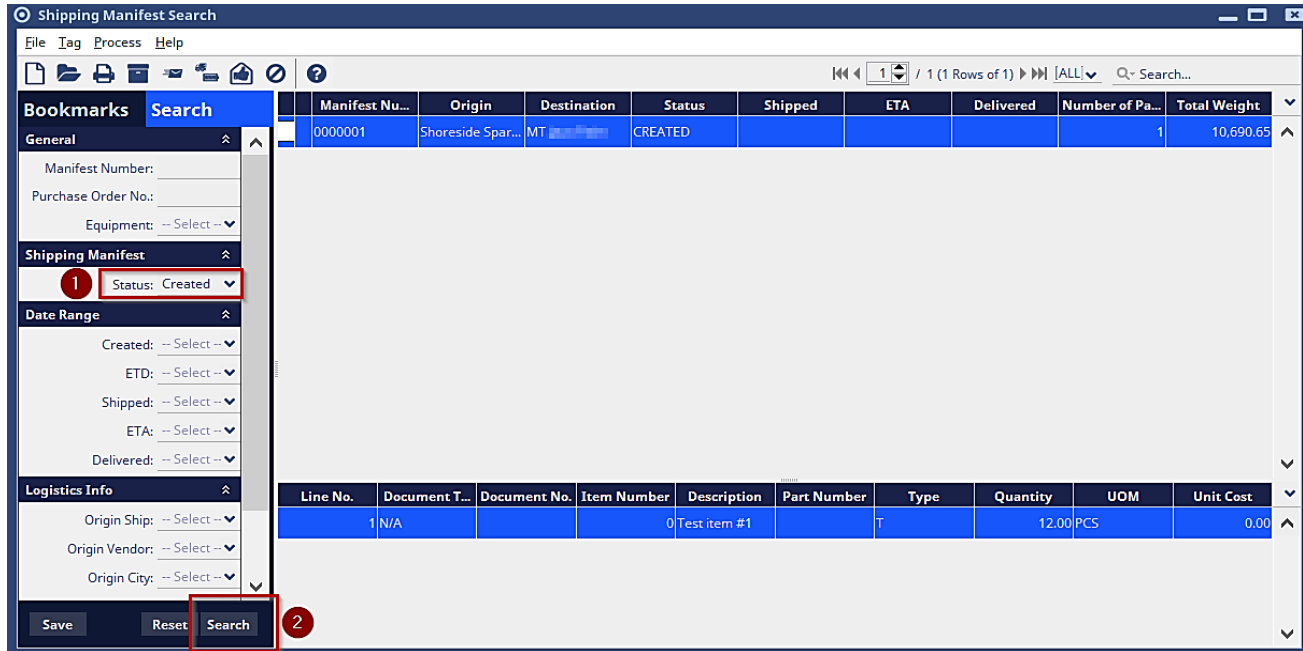 Shipping Manifest Search
File Tag Process Help
1 / 1 (1 Rows of 1) [ALL] Search...
Bookmarks Search
General
Manifest Number:
Purchase Order No.:
Equipment: -- Select --
Shipping Manifest
1 Status: Created
Date Range
Created: -- Select --
ETD: -- Select --
Shipped: -- Select --
ETA: -- Select --
Delivered: -- Select --
Logistics Info
Origin Ship: -- Select --
Origin Vendor: -- Select --
Origin City: -- Select --
Save Reset Search 2
Manifest Nu... Origin Destination Status Shipped ETA Delivered Number of Pa... Total Weight
0000001 Shoreside Spar... MT CREATED 1 10,690.65
Line No. Document T... Document No. Item Number Description Part Number Type Quantity UOM Unit Cost
1 N/A 0 Test item #1 T 12.00 PCS 0.00